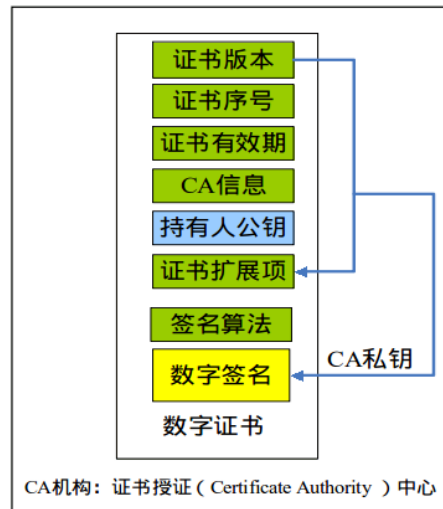 证书版本
证书序号
证书有效期
CA信息
持有人公钥
证书扩展项
签名算法
CA私钥
数字签名
数字证书
CA机构：证书授证（Certificate Authority ）中心